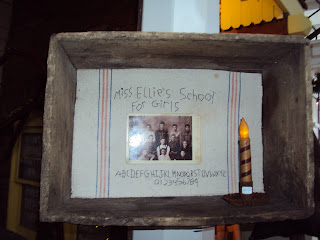 Miss Ellie's School
For Girls
ABCDEFGHIJKLMNOPQRSTUVWXYZ
0123456789